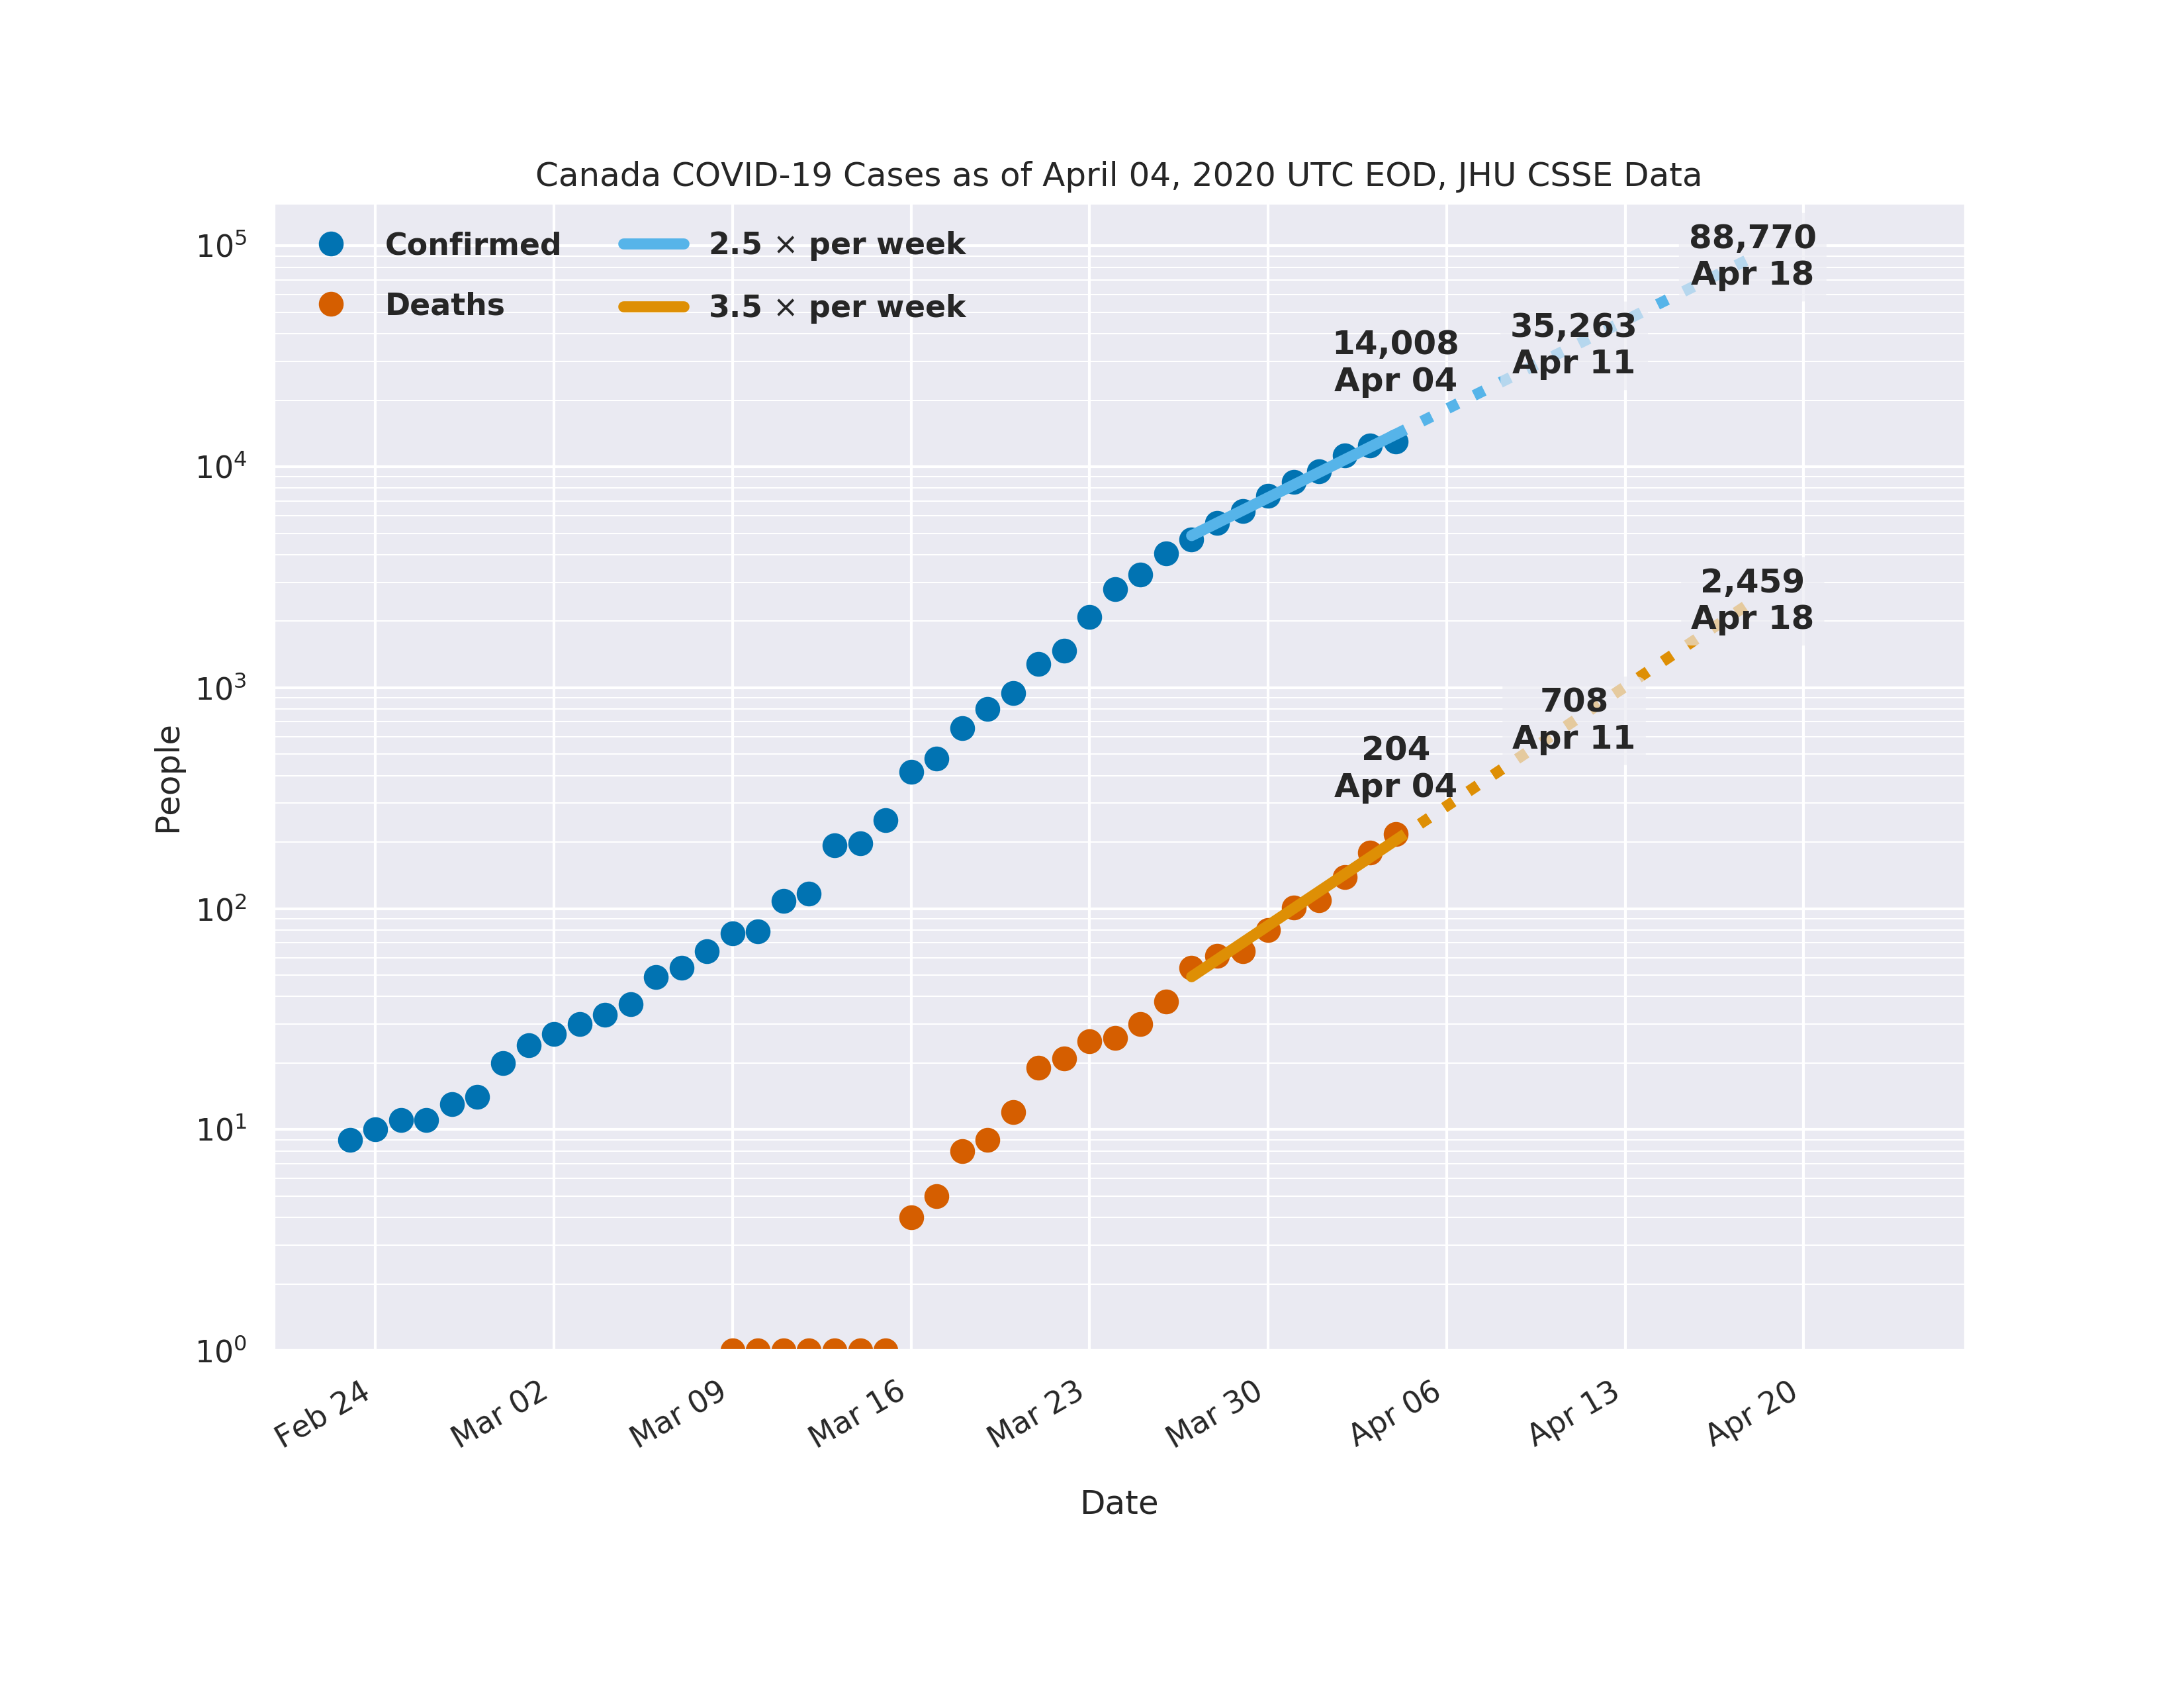 Canada COVID-19 Cases as of April 04, 2020 UTC EOD, JHU CSSE Data
Confirmed
Deaths
2.5 × per week
3.5 × per week
88,770
Apr 18
35,263
Apr 11
14,008
Apr 04
2,459
Apr 18
708
Apr 11
204
Apr 04
People
10⁵
10⁴
10³
10²
10¹
10⁰
Feb 24
Mar 02
Mar 09
Mar 16
Mar 23
Mar 30
Apr 06
Apr 13
Apr 20
Date